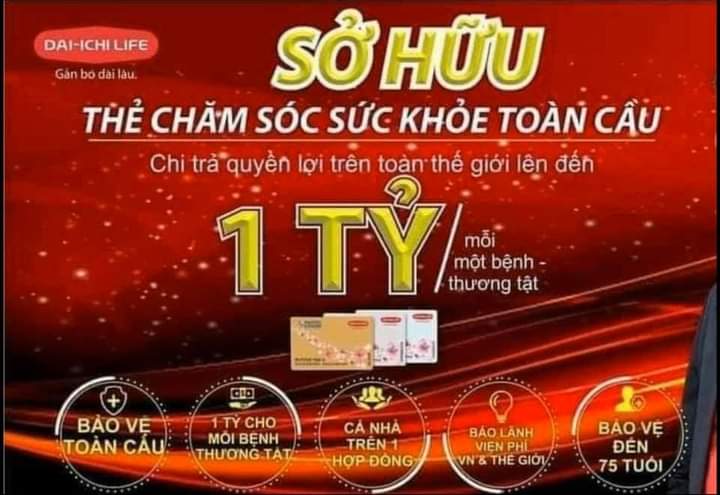 DAI-ICHI LIFE
Gắn bó dài lâu.
SỞ HỮU
THẺ CHĂM SÓC SỨC KHỎE TOÀN CẦU
Chi trả quyền lợi trên toàn thế giới lên đến
1 TỶ/
mỗi
một bệnh -
thương tật
BẢO VỆ
TOÀN CẦU
1 TỶ CHO
MỖI BỆNH
THƯƠNG TẬT
CẢ NHÀ
TRÊN 1
HỢP ĐỒNG
BẢO LÃNH
VIỆN PHÍ
VN & THẾ GIỚI
BẢO VỆ
ĐẾN
75 TUỔI